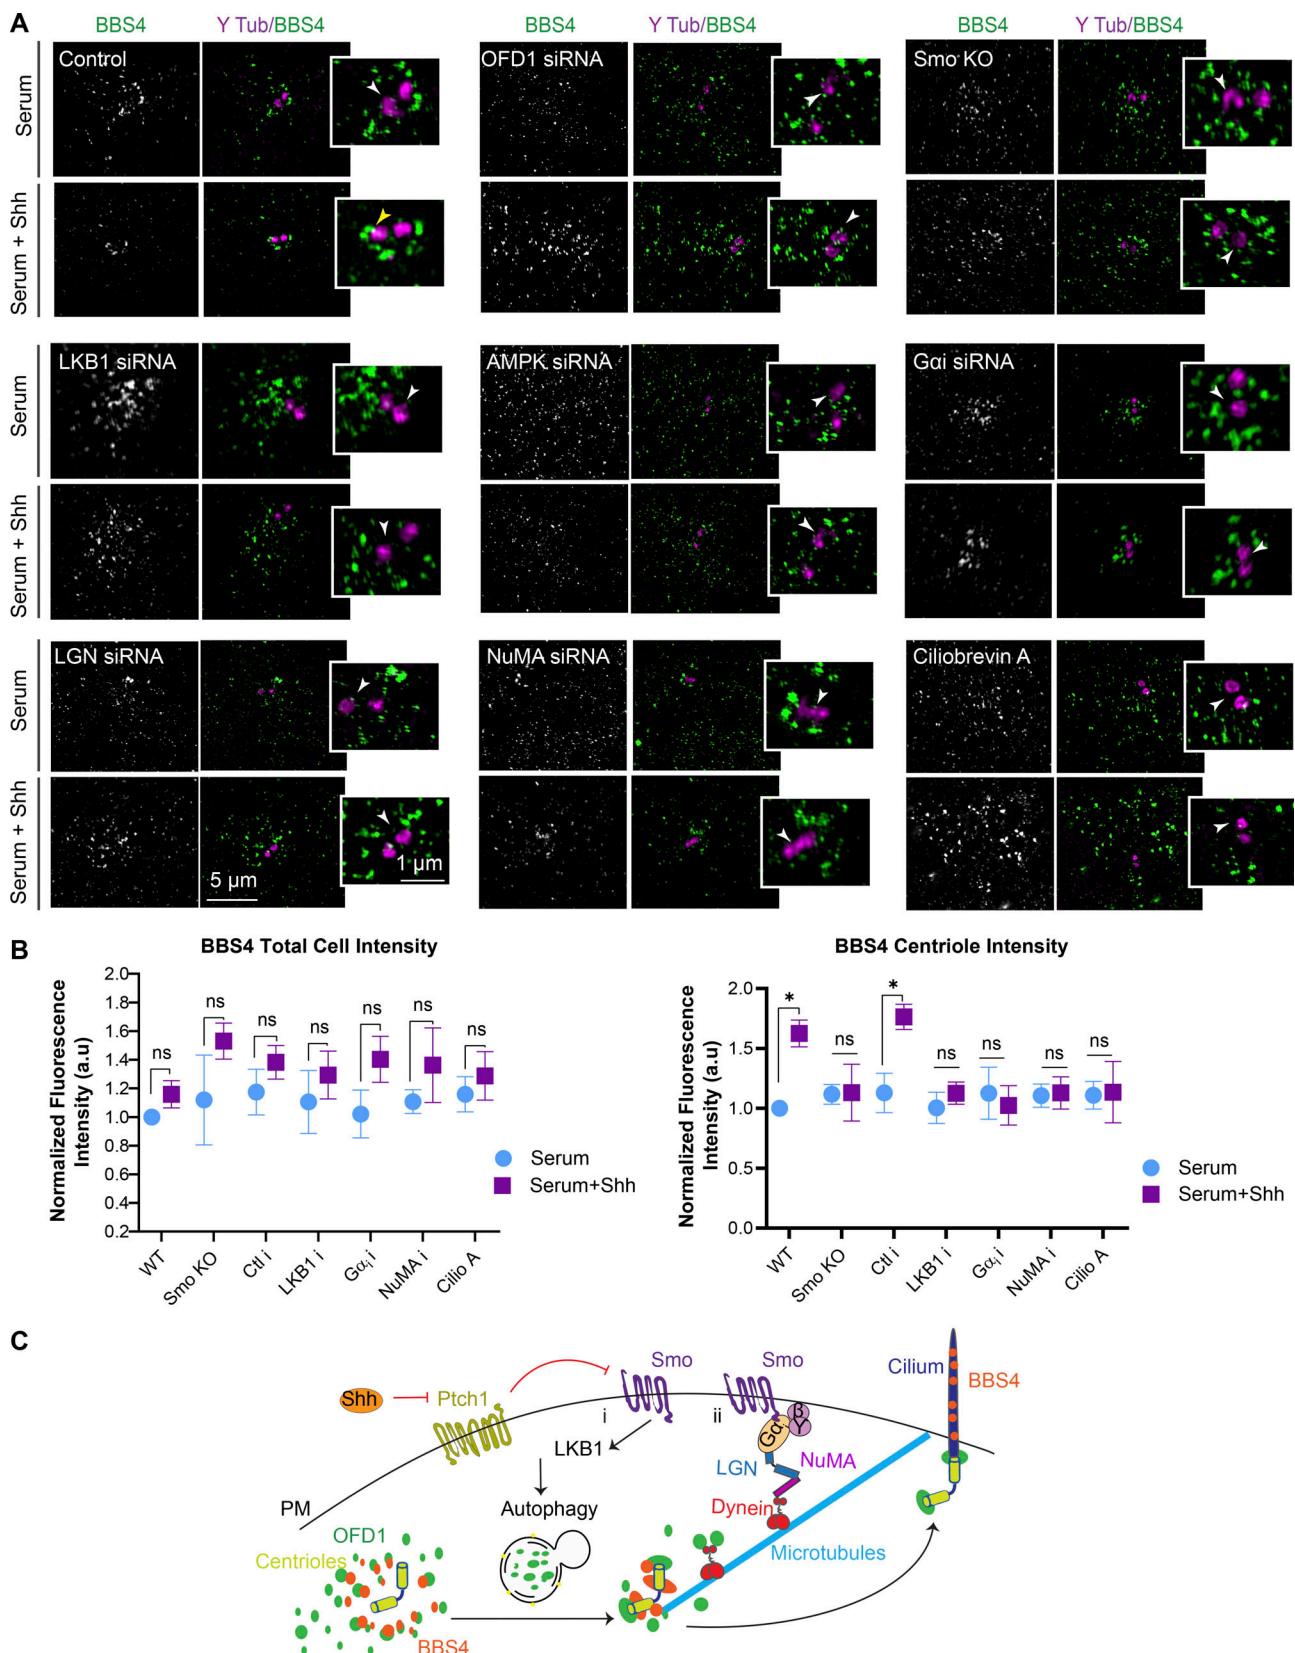 A
BBS4 Y Tub/BBS4 BBS4 Y Tub/BBS4 BBS4 Y Tub/BBS4
Serum Control OFD1 siRNA Smo KO
Serum + Shh
Serum LKB1 siRNA AMPK siRNA Gαi siRNA
Serum + Shh
Serum LGN siRNA NuMA siRNA Ciliobrevin A
Serum + Shh
5 µm 1 µm
B
BBS4 Total Cell Intensity
Normalized Fluorescence
Intensity (a.u)
2.0
1.8
1.6
1.4
1.2
1.0
0.8
0.6
0.4
0.2
ns ns ns ns ns ns ns
WT Smo KO Ctl i LKB1 i Gαi i NuMA i Cilio A
Serum
Serum+Shh
BBS4 Centriole Intensity
Normalized Fluorescence
Intensity (a.u)
2.0
1.5
1.0
0.5
0.0
* ns * ns ns ns ns
WT Smo KO Ctl i LKB1 i Gαi i NuMA i Cilio A
Serum
Serum+Shh
C
Shh Ptch1 Smo Smo Cilium BBS4
i ii
Gαi β γ
LKB1
LGN NuMA
PM Autophagy Dynein
OFD1
Centrioles Microtubules
BBS4